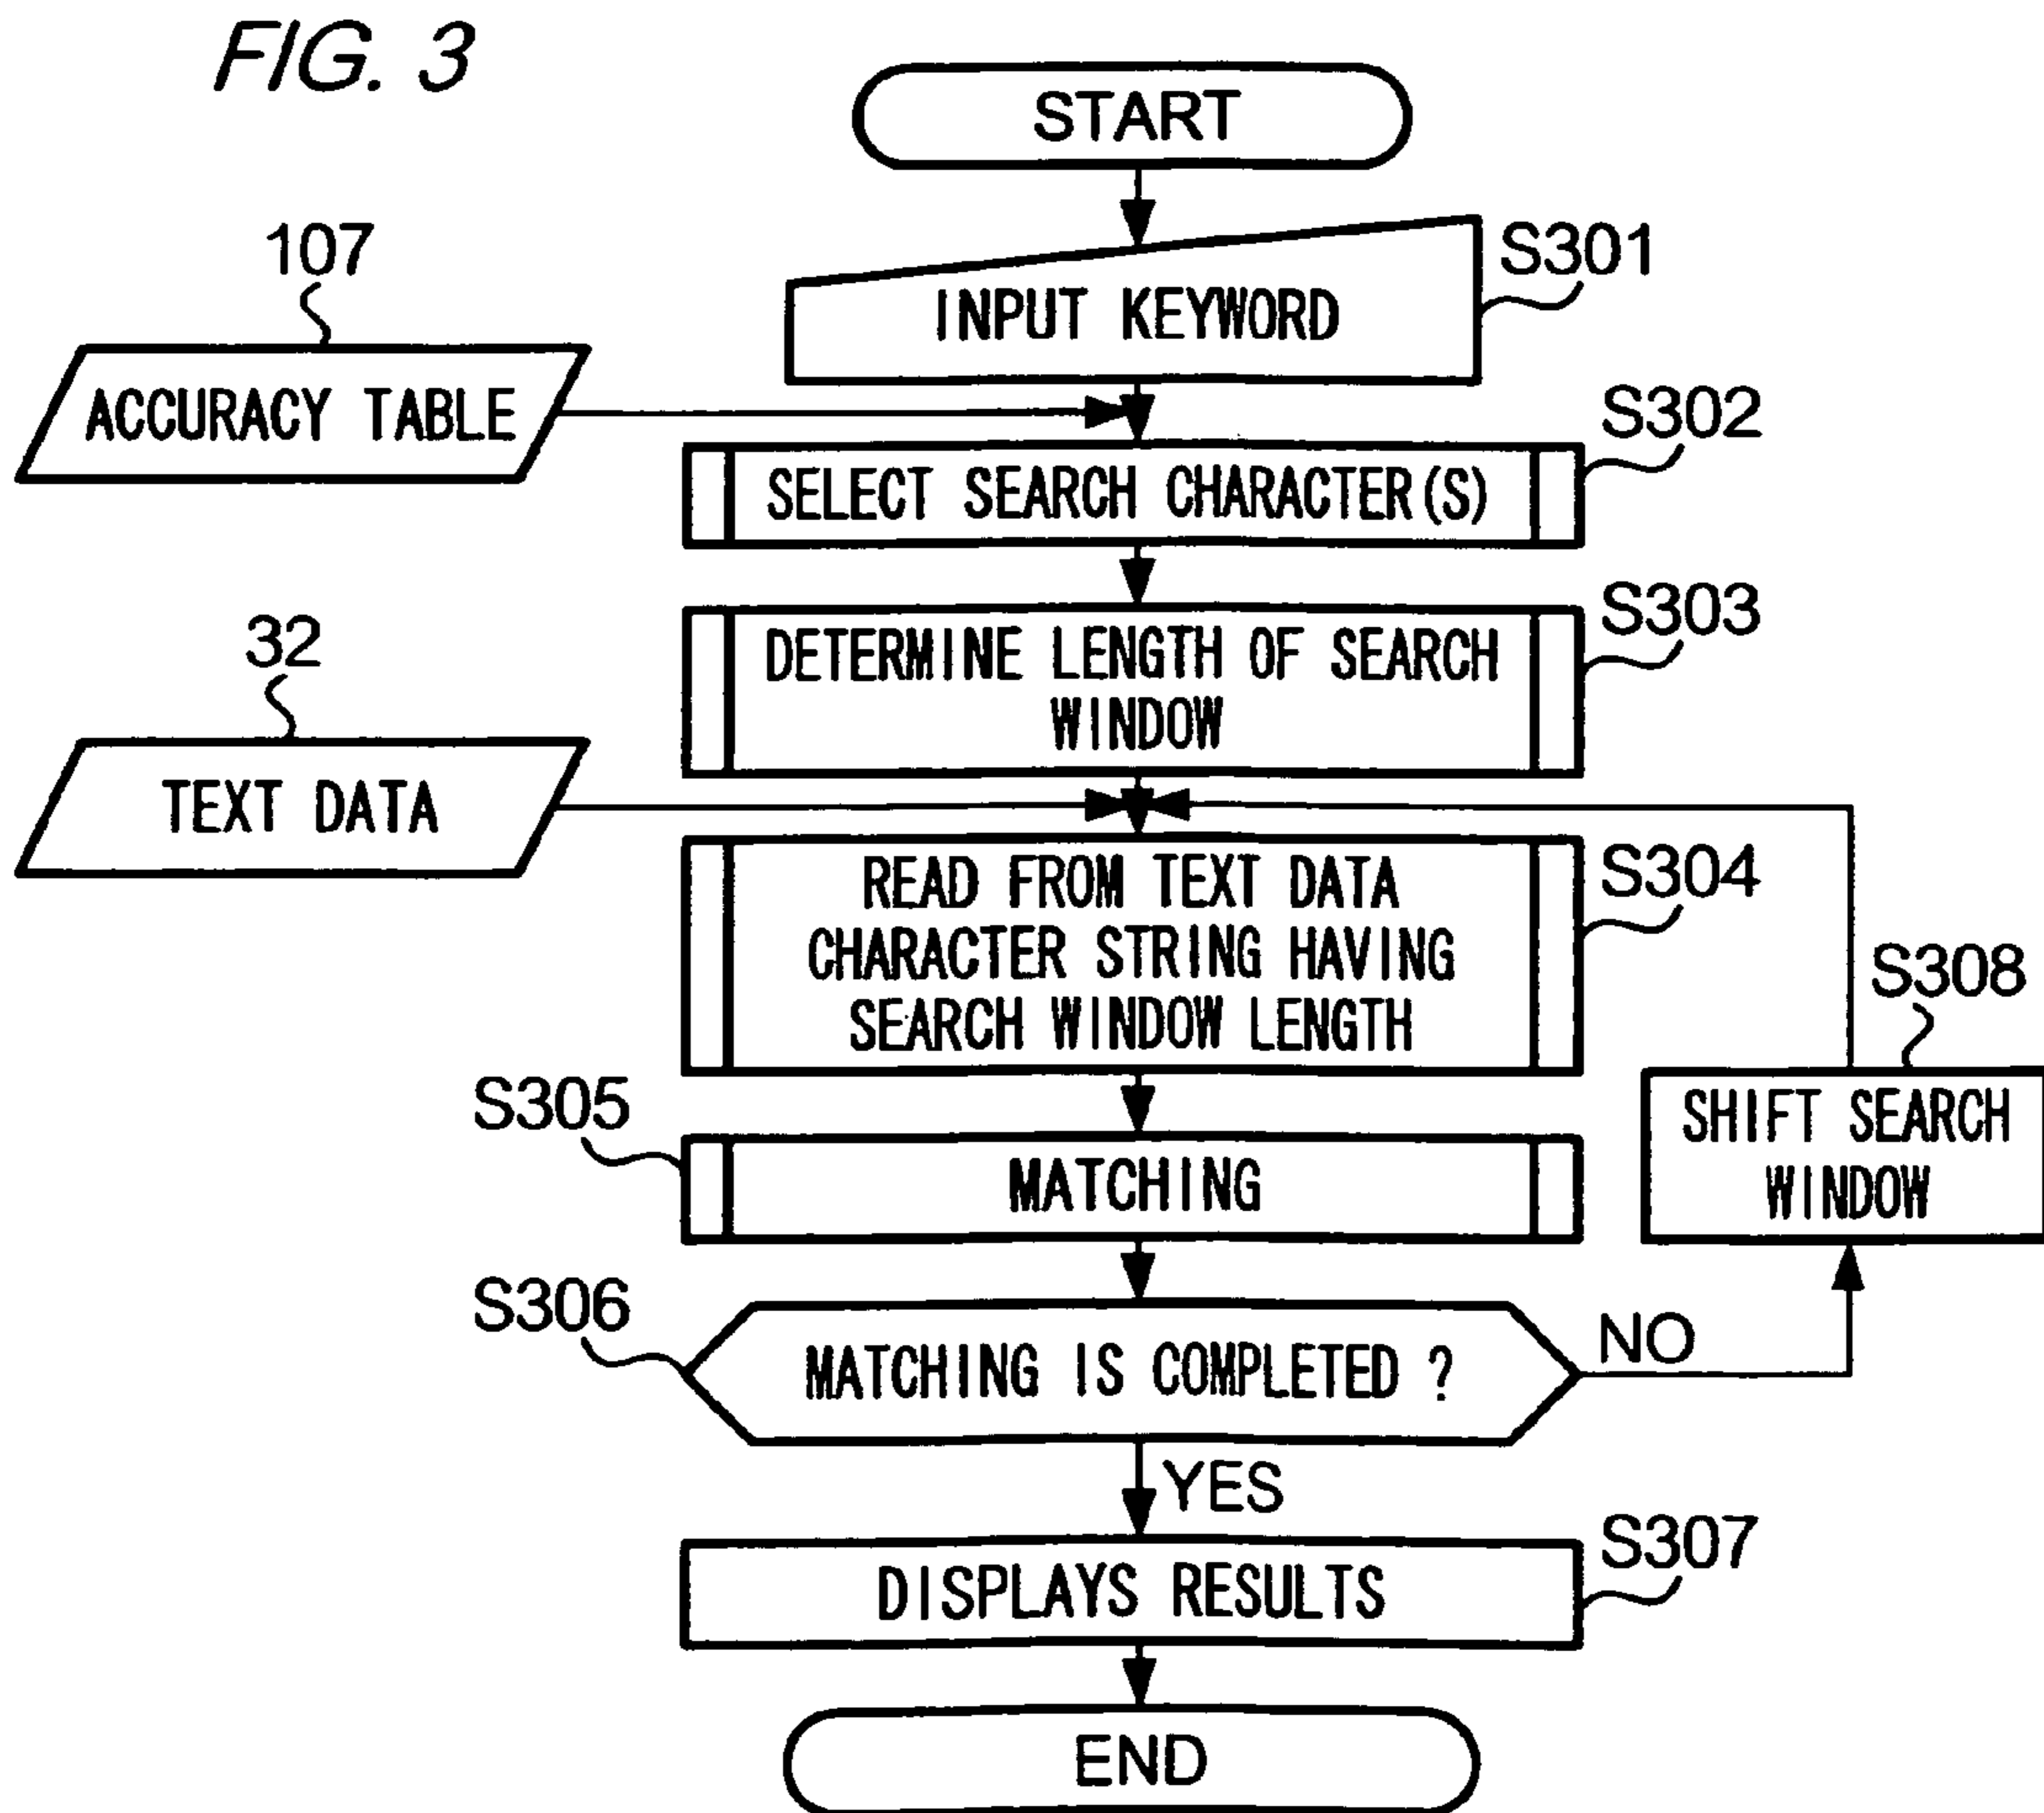 FIG. 3
START
107
S301
INPUT KEYWORD
ACCURACY TABLE
S302
SELECT SEARCH CHARACTER(S)
S303
32
DETERMINE LENGTH OF SEARCH
WINDOW
TEXT DATA
S304
READ FROM TEXT DATA
CHARACTER STRING HAVING
SEARCH WINDOW LENGTH
S308
S305
SHIFT SEARCH
WINDOW
MATCHING
S306
NO
MATCHING IS COMPLETED ?
YES
S307
DISPLAYS RESULTS
END